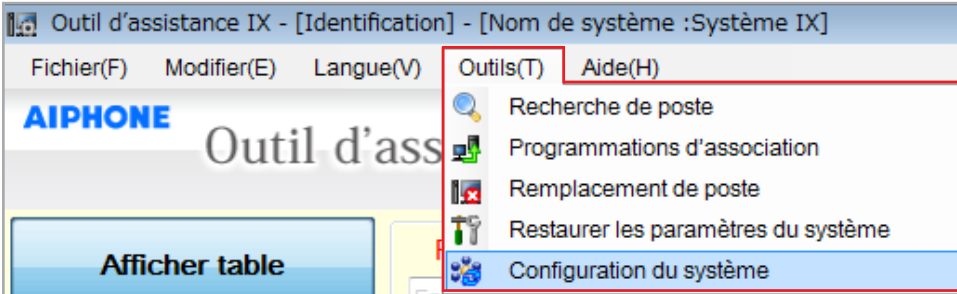 Outil d'assistance IX - [Identification] - [Nom de système :Système IX]
Fichier(F) Modifier(E) Langue(V) Outils(T) Aide(H)
AIPHONE
Outil d'ass
Recherche de poste
Programmations d'association
Remplacement de poste
Restaurer les paramètres du système
Configuration du système
Afficher table